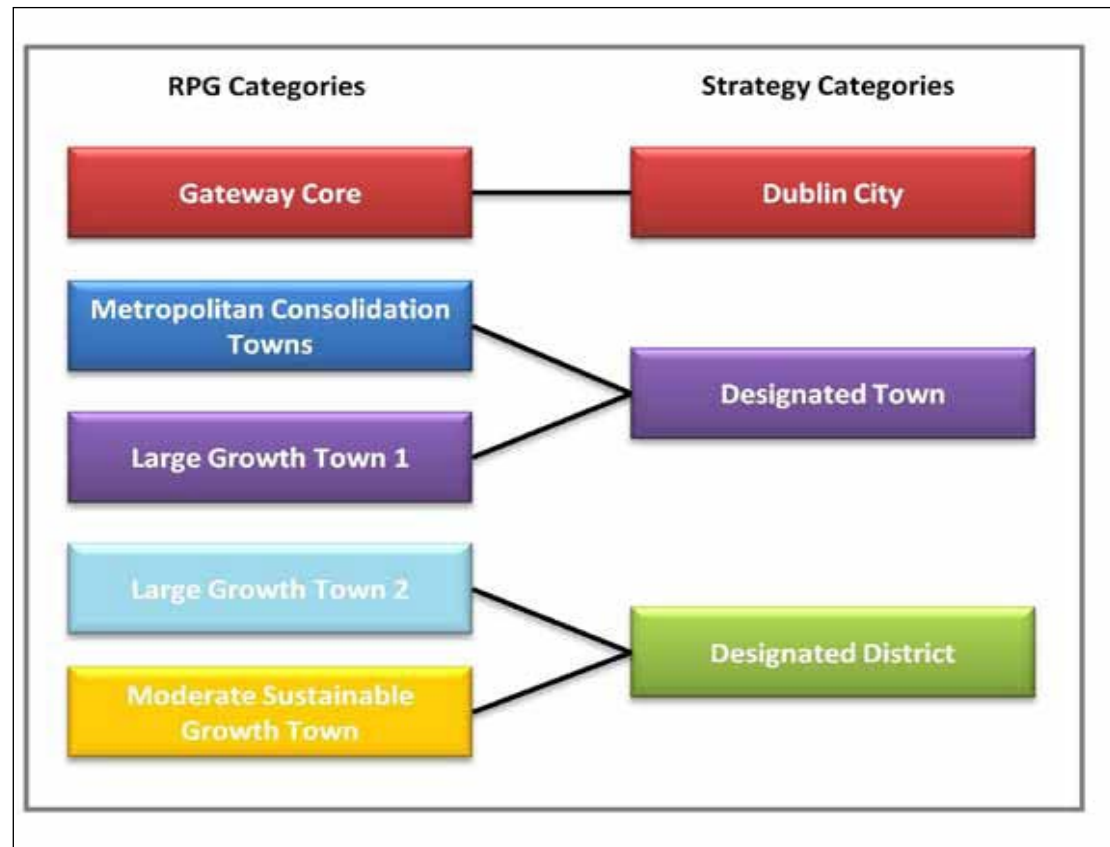 RPG Categories
Strategy Categories
Gateway Core
Dublin City
Metropolitan Consolidation
Towns
Designated Town
Large Growth Town 1
Large Growth Town 2
Designated District
Moderate Sustainable
Growth Town